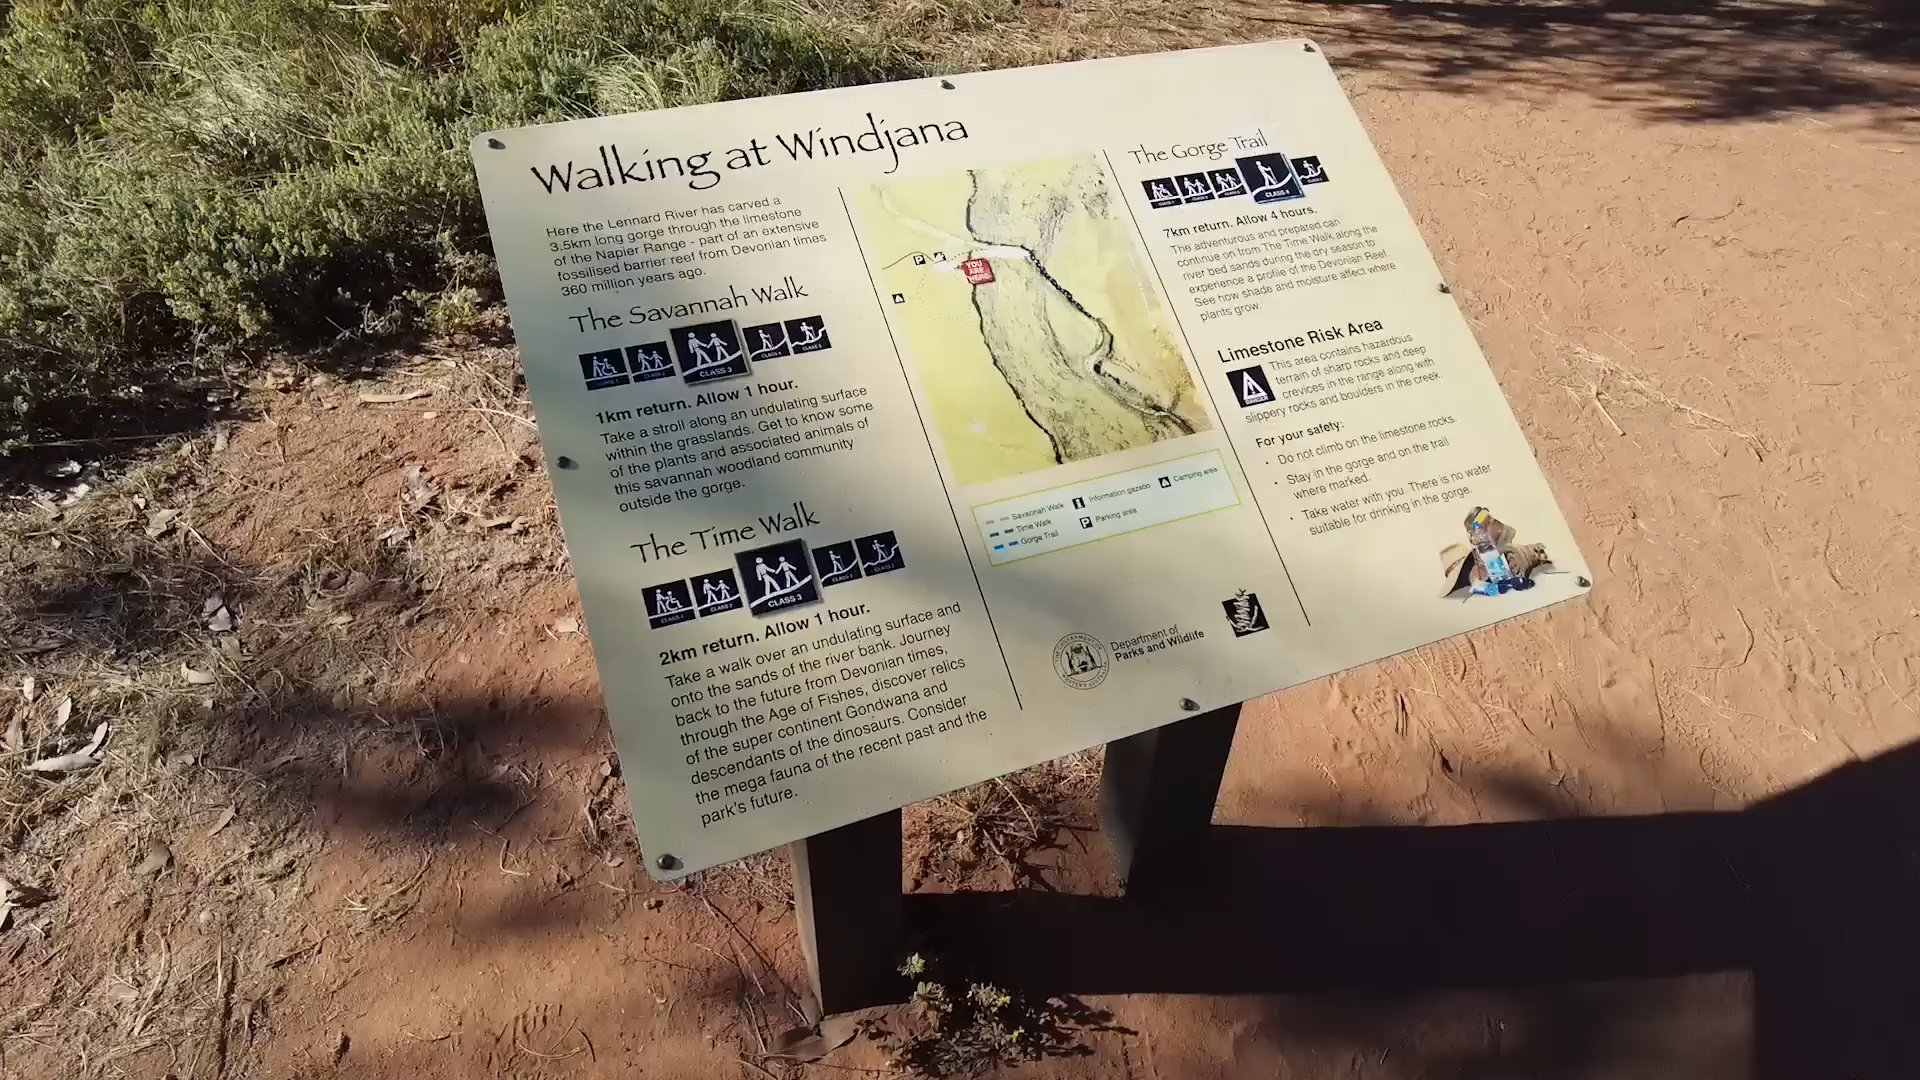 Walking at Windjana
Here the Lennard River has carved a
3.5km long gorge through the limestone
of the Napier Range - part of an extensive
fossilised barrier reef from Devonian times
360 million years ago.
The Savannah Walk
CLASS 3
1km return. Allow 1 hour.
Take a stroll along an undulating surface
within the grasslands. Get to know some
of the plants and associated animals of
this savannah woodland community
outside the gorge.
The Time Walk
CLASS 3
2km return. Allow 1 hour.
Take a walk over an undulating surface and
onto the sands of the river bank. Journey
back to the future from Devonian times,
through the Age of Fishes, discover relics
of the super continent Gondwana and
descendants of the dinosaurs. Consider
the mega fauna of the recent past and the
park's future.
P
YOU
ARE
HERE
Savannah Walk
Time Walk
Gorge Trail
Information gazebo
P Parking area
Camping area
Department of
Parks and Wildlife
The Gorge Trail
CLASS 4
7km return. Allow 4 hours.
The adventurous and prepared can
continue on from The Time Walk along the
river bed sands during the dry season to
experience a profile of the Devonian Reef.
See how shade and moisture affect where
plants grow.
Limestone Risk Area
DANGER
This area contains hazardous
terrain of sharp rocks and deep
crevices in the range along with
slippery rocks and boulders in the creek.
For your safety:
• Do not climb on the limestone rocks.
• Stay in the gorge and on the trail
where marked.
• Take water with you. There is no water
suitable for drinking in the gorge.